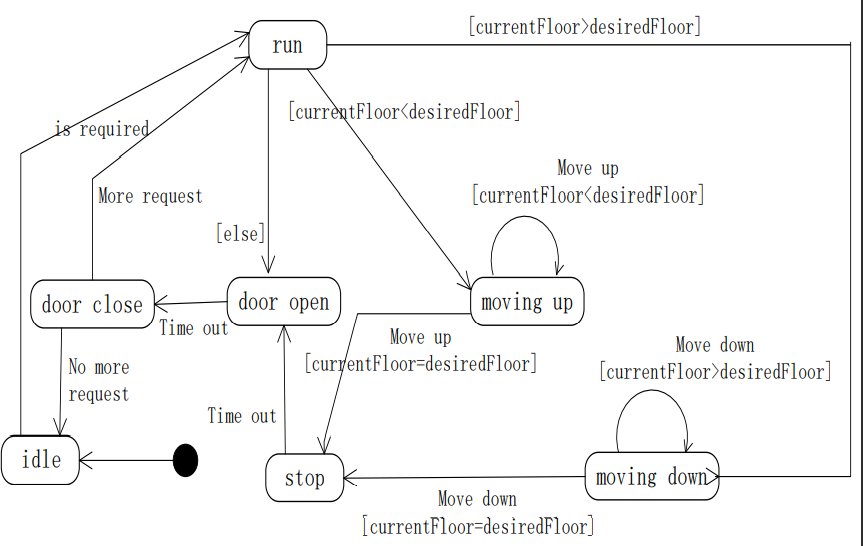 [currentFloor>desiredFloor]
run
[currentFloor<desiredFloor]
is required
Move up
[currentFloor<desiredFloor]
More request
[else]
door close
door open
moving up
Time out
Move up
[currentFloor=desiredFloor]
Move down
[currentFloor>desiredFloor]
No more
request
Time out
idle
stop
moving down
Move down
[currentFloor=desiredFloor]